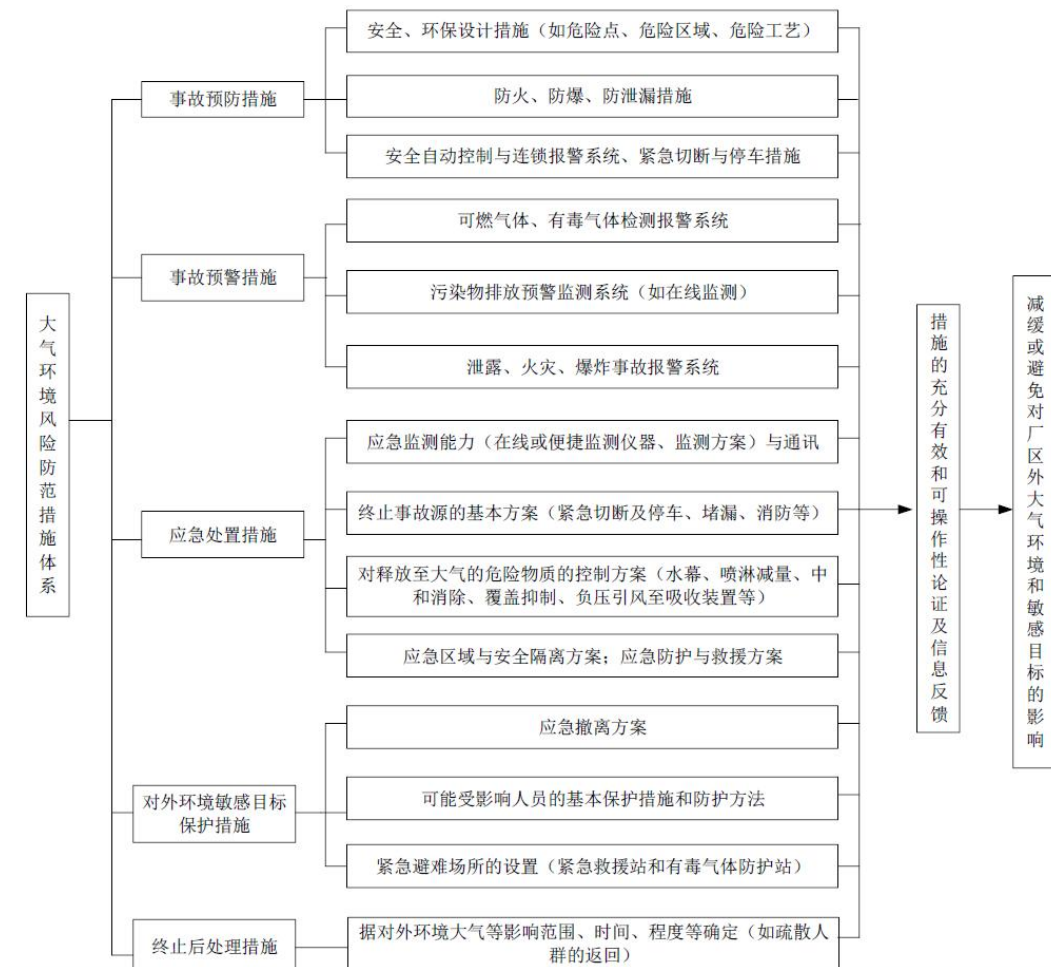 大气环境风险防范措施体系
事故预防措施
安全、环保设计措施（如危险点、危险区域、危险工艺）
防火、防爆、防泄漏措施
安全自动控制与连锁报警系统、紧急切断与停车措施
事故预警措施
可燃气体、有毒气体检测报警系统
污染物排放预警监测系统（如在线监测）
泄露、火灾、爆炸事故报警系统
应急处置措施
应急监测能力（在线或便捷监测仪器、监测方案）与通讯
终止事故源的基本方案（紧急切断及停车、堵漏、消防等）
对释放至大气的危险物质的控制方案（水幕、喷淋减量、中
和消除、覆盖抑制、负压引风至吸收装置等）
应急区域与安全隔离方案；应急防护与救援方案
对外环境敏感目标
保护措施
应急撤离方案
可能受影响人员的基本保护措施和防护方法
紧急避难场所的设置（紧急救援站和有毒气体防护站）
终止后处理措施
据对外环境大气等影响范围、时间、程度等确定（如疏散人
群的返回）
措施的充分有效和可操作性论证及信息反馈
减缓或避免对厂区外大气环境和敏感目标的影响